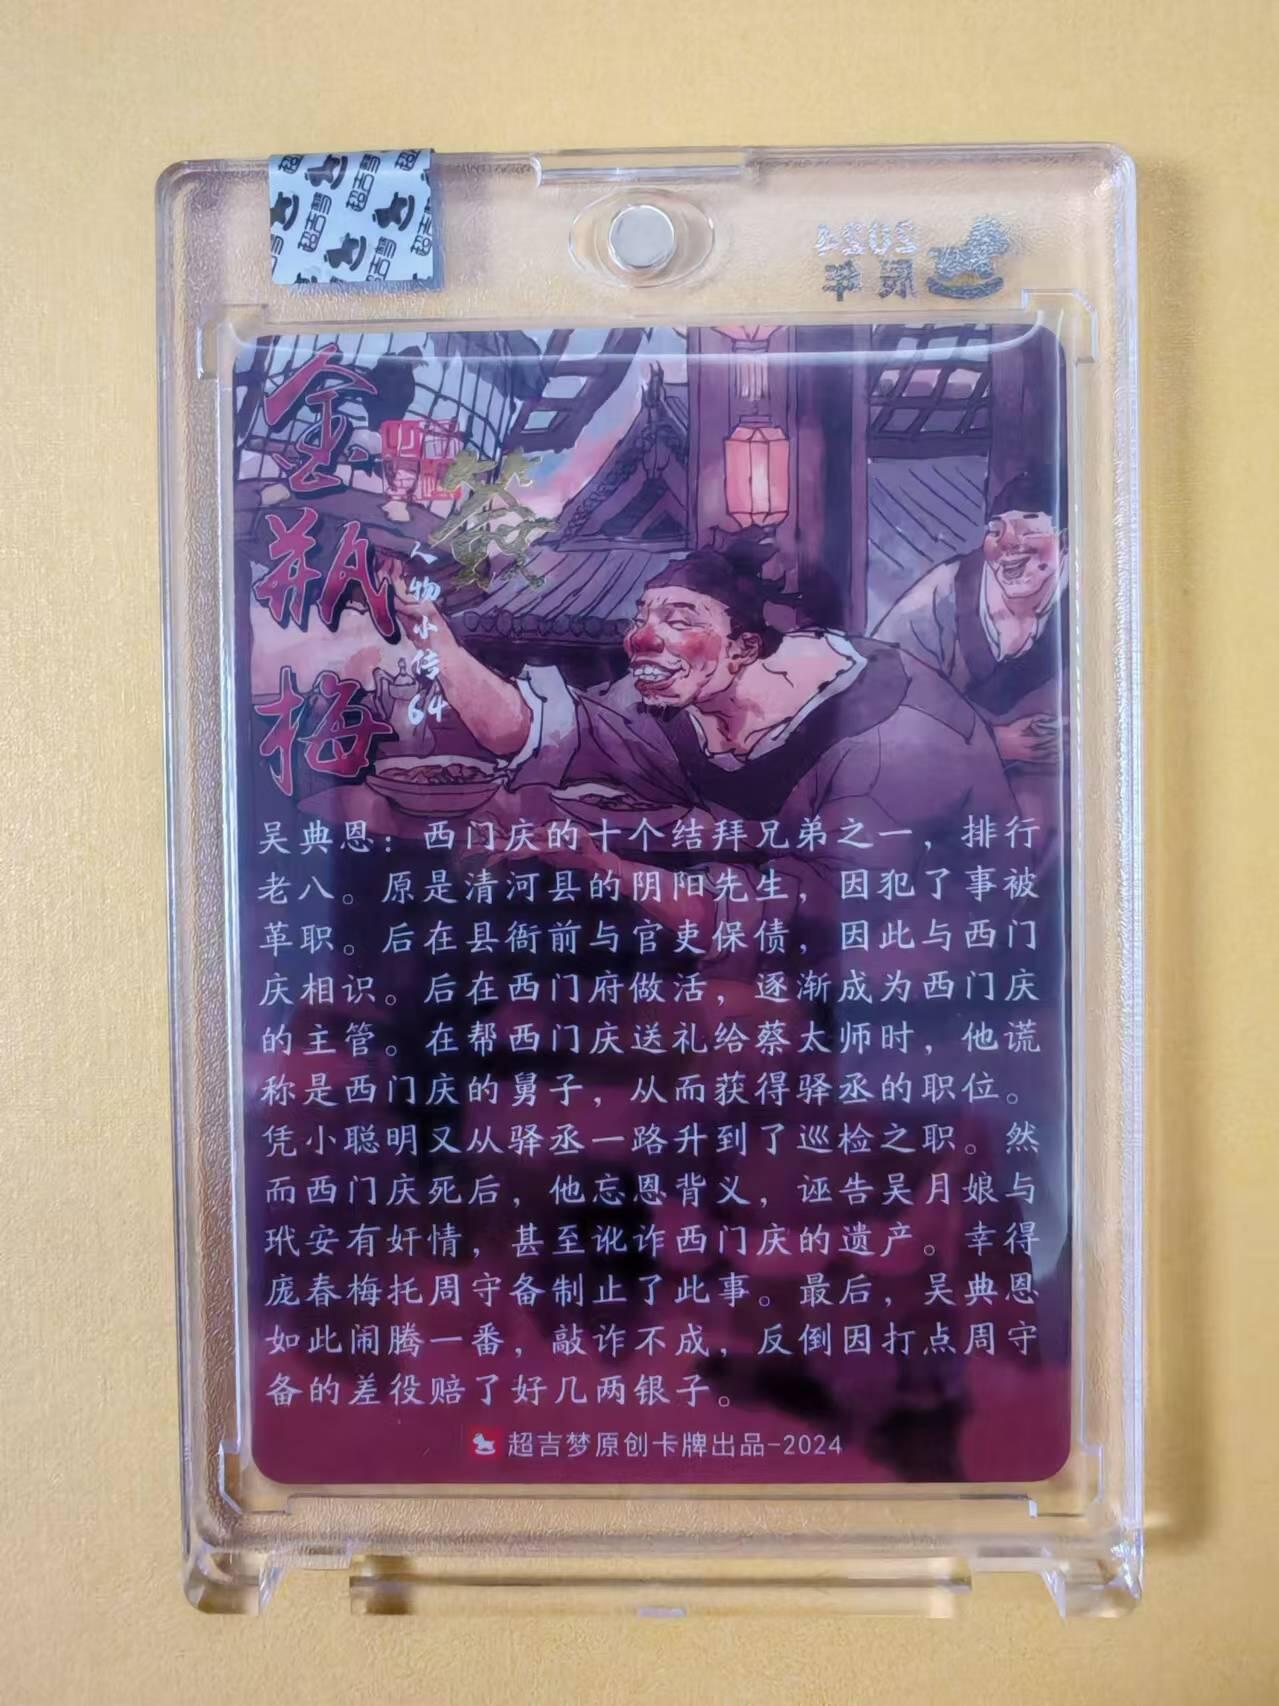 超吉梦
2024
金瓶梅
签
人物小传64
吴典恩：西门庆的十个结拜兄弟之一，排行
老八。原是清河县的阴阳先生，因犯了事被
革职。后在县衙前与官吏保债，因此与西门
庆相识。后在西门府做活，逐渐成为西门庆
的主管。在帮西门庆送礼给蔡太师时，他谎
称是西门庆的舅子，从而获得驿丞的职位。
凭小聪明又从驿丞一路升到了巡检之职。然
而西门庆死后，他忘恩背义，诬告吴月娘与
玳安有奸情，甚至讹诈西门庆的遗产。幸得
庞春梅托周守备制止了此事。最后，吴典恩
如此闹腾一番，敲诈不成，反倒因打点周守
备的差役赔了好几两银子。
超吉梦原创卡牌出品-2024